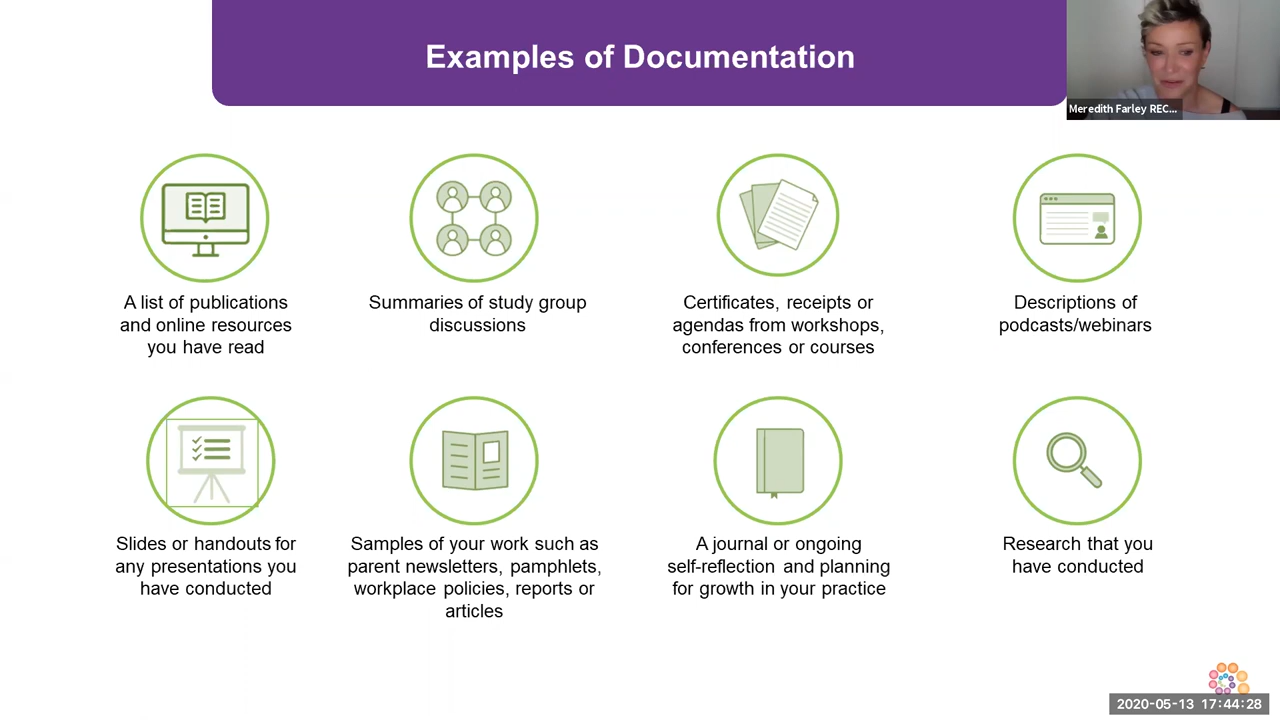 Examples of Documentation
Meredith Farley REC...
A list of publications
and online resources
you have read
Summaries of study group
discussions
Certificates, receipts or
agendas from workshops,
conferences or courses
Descriptions of
podcasts/webinars
Slides or handouts for
any presentations you
have conducted
Samples of your work such as
parent newsletters, pamphlets,
workplace policies, reports or
articles
A journal or ongoing
self-reflection and planning
for growth in your practice
Research that you
have conducted
2020-05-13 17:44:28